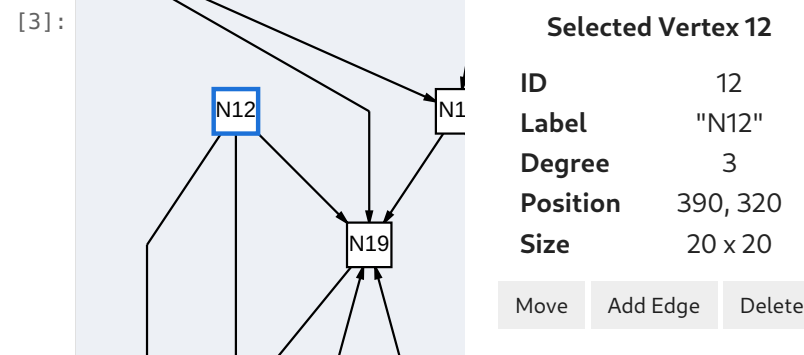 [3]:
N12
N1
N19
Selected Vertex 12
ID 12
Label "N12"
Degree 3
Position 390, 320
Size 20 x 20
Move Add Edge Delete